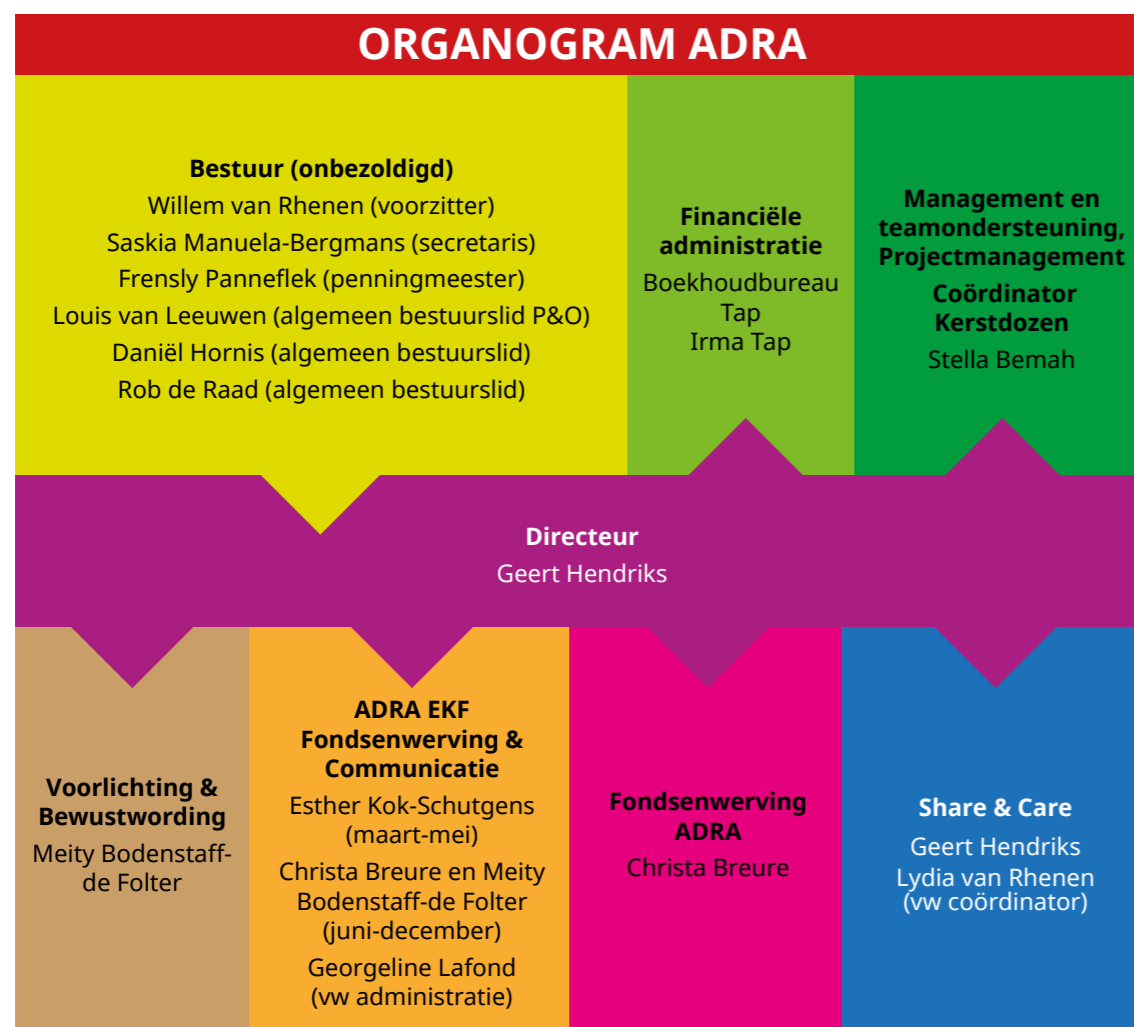 ORGANOGRAM ADRA
Bestuur (onbezoldigd)
Willem van Rhenen (voorzitter)
Saskia Manuela-Bergmans (secretaris)
Frensly Panneflek (penningmeester)
Louis van Leeuwen (algemeen bestuurslid P&O)
Daniël Hornis (algemeen bestuurslid)
Rob de Raad (algemeen bestuurslid)
Financiële
administratie
Boekhoudbureau
Tap
Irma Tap
Management en
teamondersteuning,
Projectmanagement
Coördinator
Kerstdozen
Stella Bemah
Directeur
Geert Hendriks
Voorlichting &
Bewustwording
Meity Bodenstaff-
de Folter
ADRA EKF
Fondsenwerving &
Communicatie
Esther Kok-Schutgens
(maart-mei)
Christa Breure en Meity
Bodenstaff-de Folter
(juni-december)
Georgeline Lafond
(vw administratie)
Fondsenwerving
ADRA
Christa Breure
Share & Care
Geert Hendriks
Lydia van Rhenen
(vw coördinator)